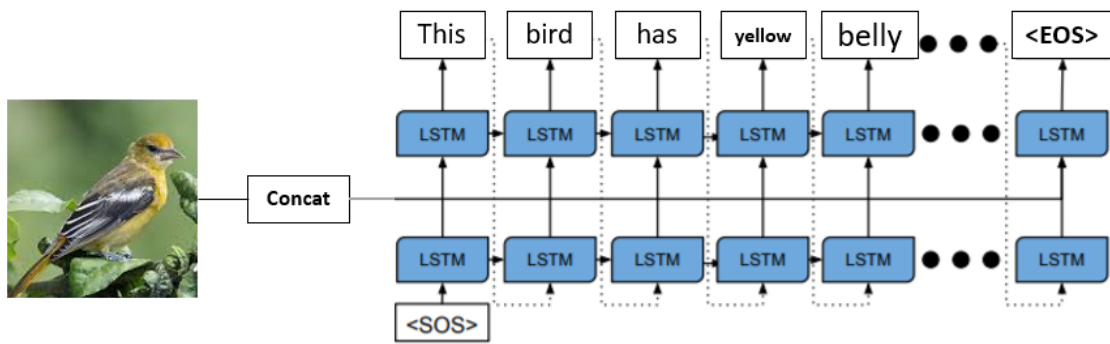 This bird has yellow belly <EOS>
LSTM LSTM LSTM LSTM LSTM LSTM
Concat
LSTM LSTM LSTM LSTM LSTM LSTM
<SOS>